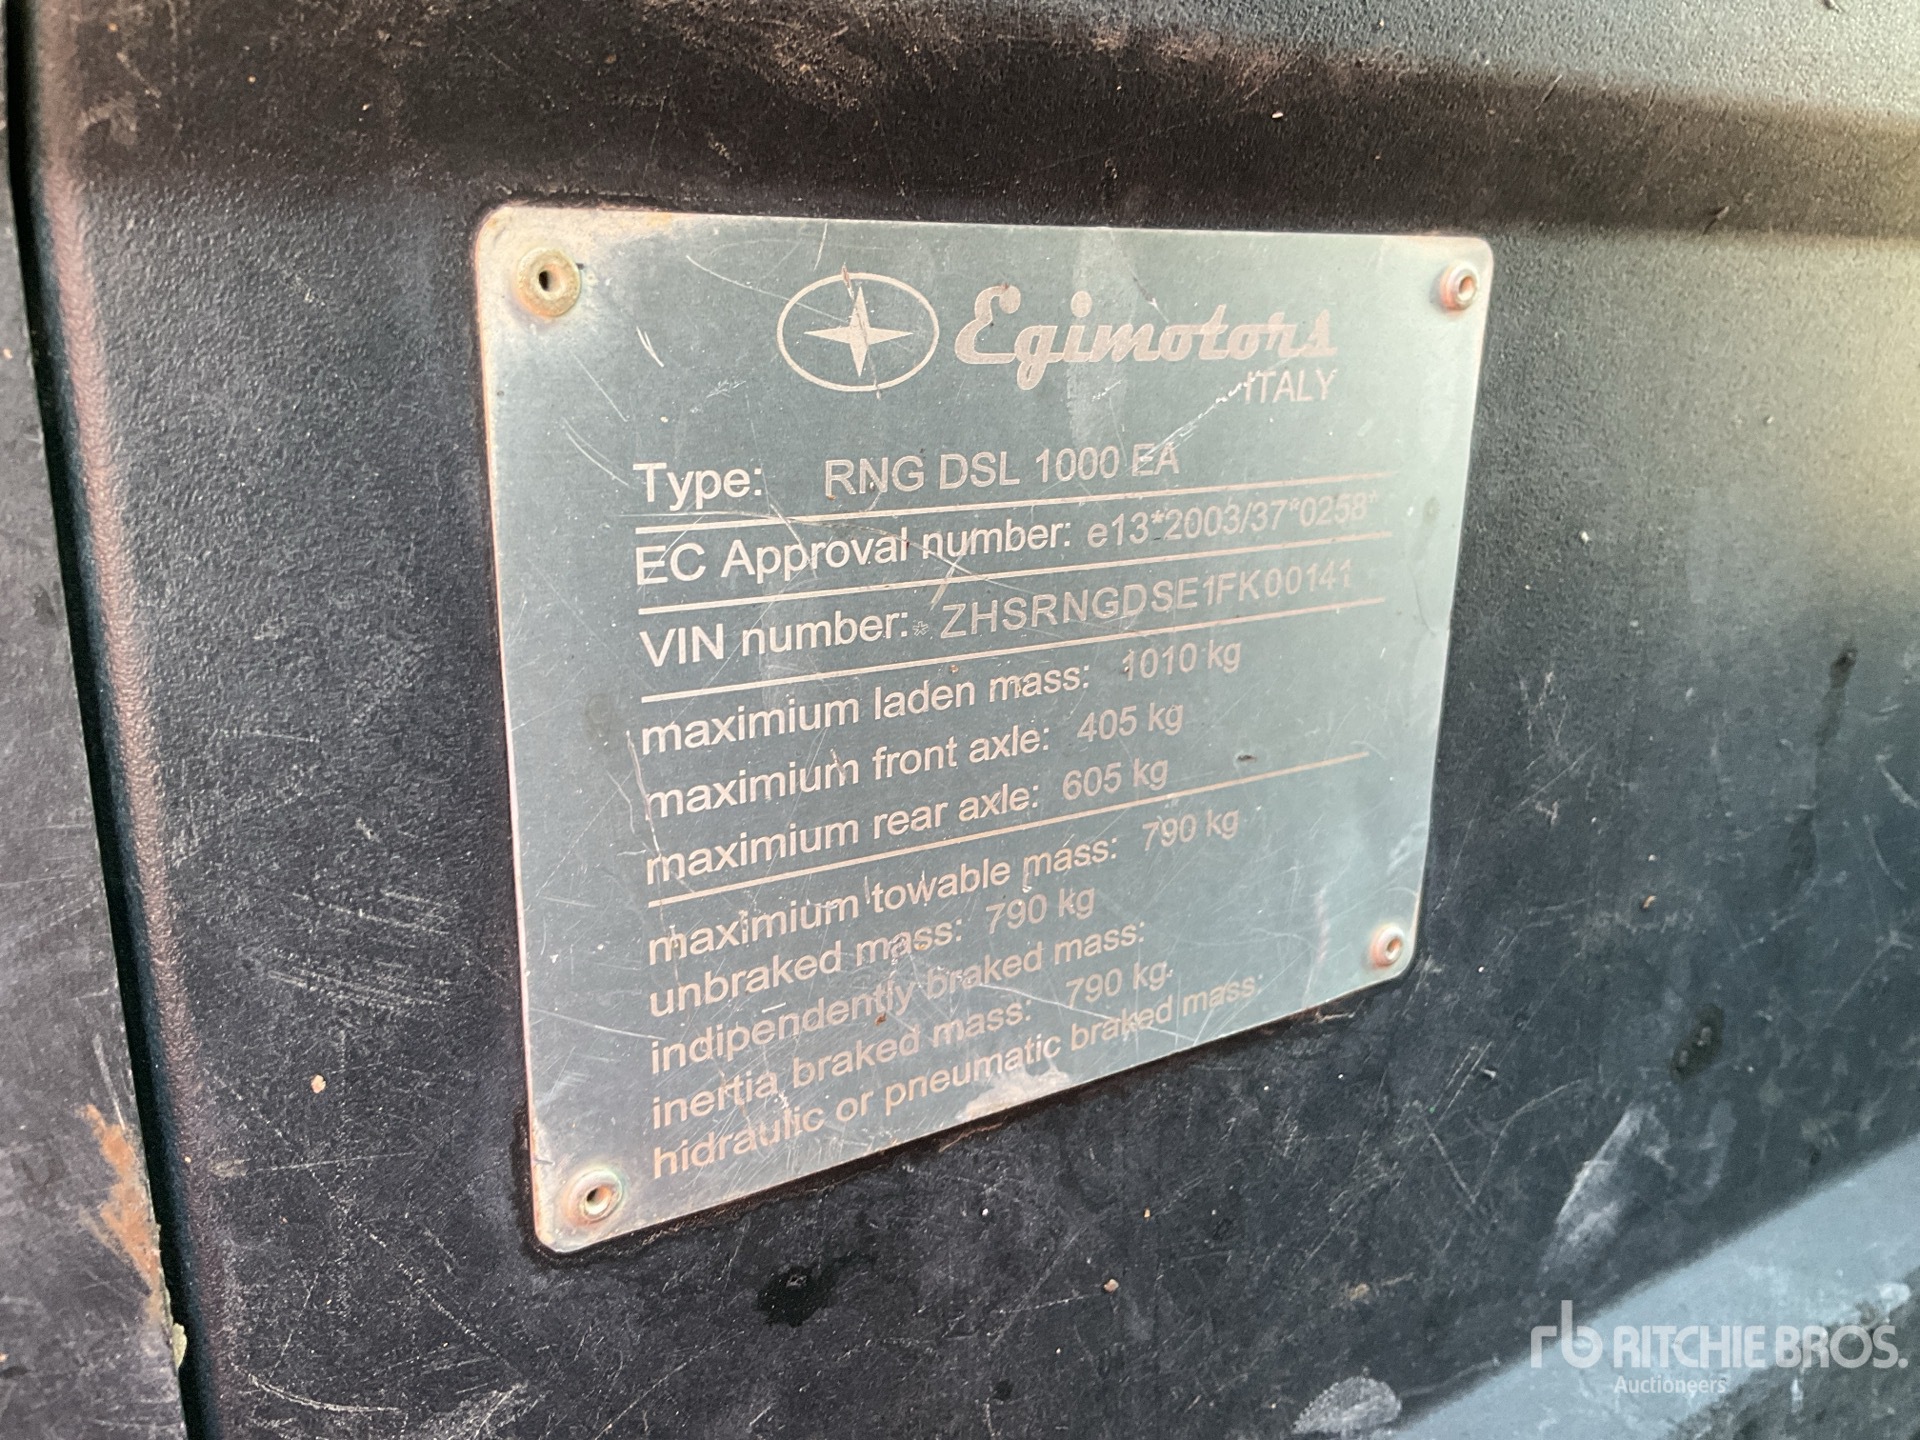 Egimotors
ITALY
Type: RNG DSL 1000 EA
EC Approval number: e13*2003/37*0258*
VIN number: * ZHSRNGDSE1FK00141
maximium laden mass: 1010 kg
maximium front axle: 405 kg
maximium rear axle: 605 kg
maximium towable mass: 790 kg
unbraked mass: 790 kg
indipendently braked mass:
inertia braked mass: 790 kg
hidraulic or pneumatic braked mass:
rb RITCHIE BROS.
Auctioneers